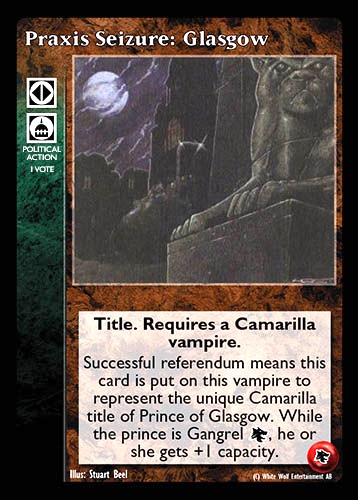 Praxis Seizure: Glasgow
POLITICAL
ACTION
1 VOTE
Title. Requires a Camarilla
vampire.
Successful referendum means this
card is put on this vampire to
represent the unique Camarilla
title of Prince of Glasgow. While
the prince is Gangrel , he or
she gets +1 capacity.
Illus: Stuart Beel
(C) White Wolf Entertainment AB